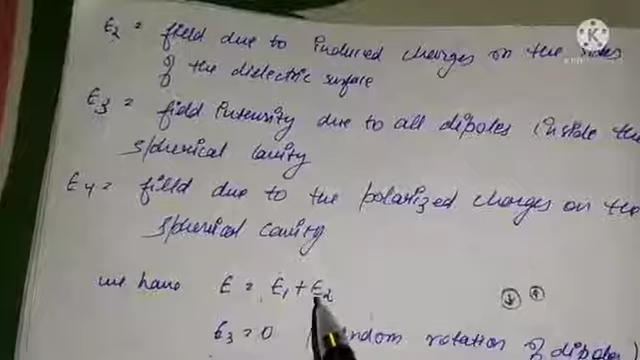 E2 = field due to Induced charges on the sides
of the dielectric surface
E3 = field Intensity due to all dipoles inside the
spherical cavity
E4 = field due to the polarized charges on the
spherical cavity
we have E = E1 + E2
E3 = 0 random rotation of dipoles)
K